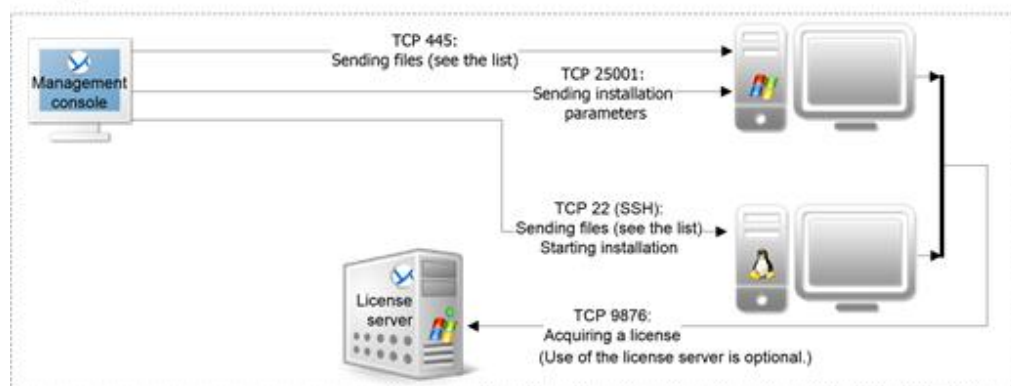 Management
console
TCP 445:
Sending files (see the list)
TCP 25001:
Sending installation
parameters
TCP 22 (SSH):
Sending files (see the list)
Starting installation
License
server
TCP 9876:
Acquiring a license
(Use of the license server is optional.)